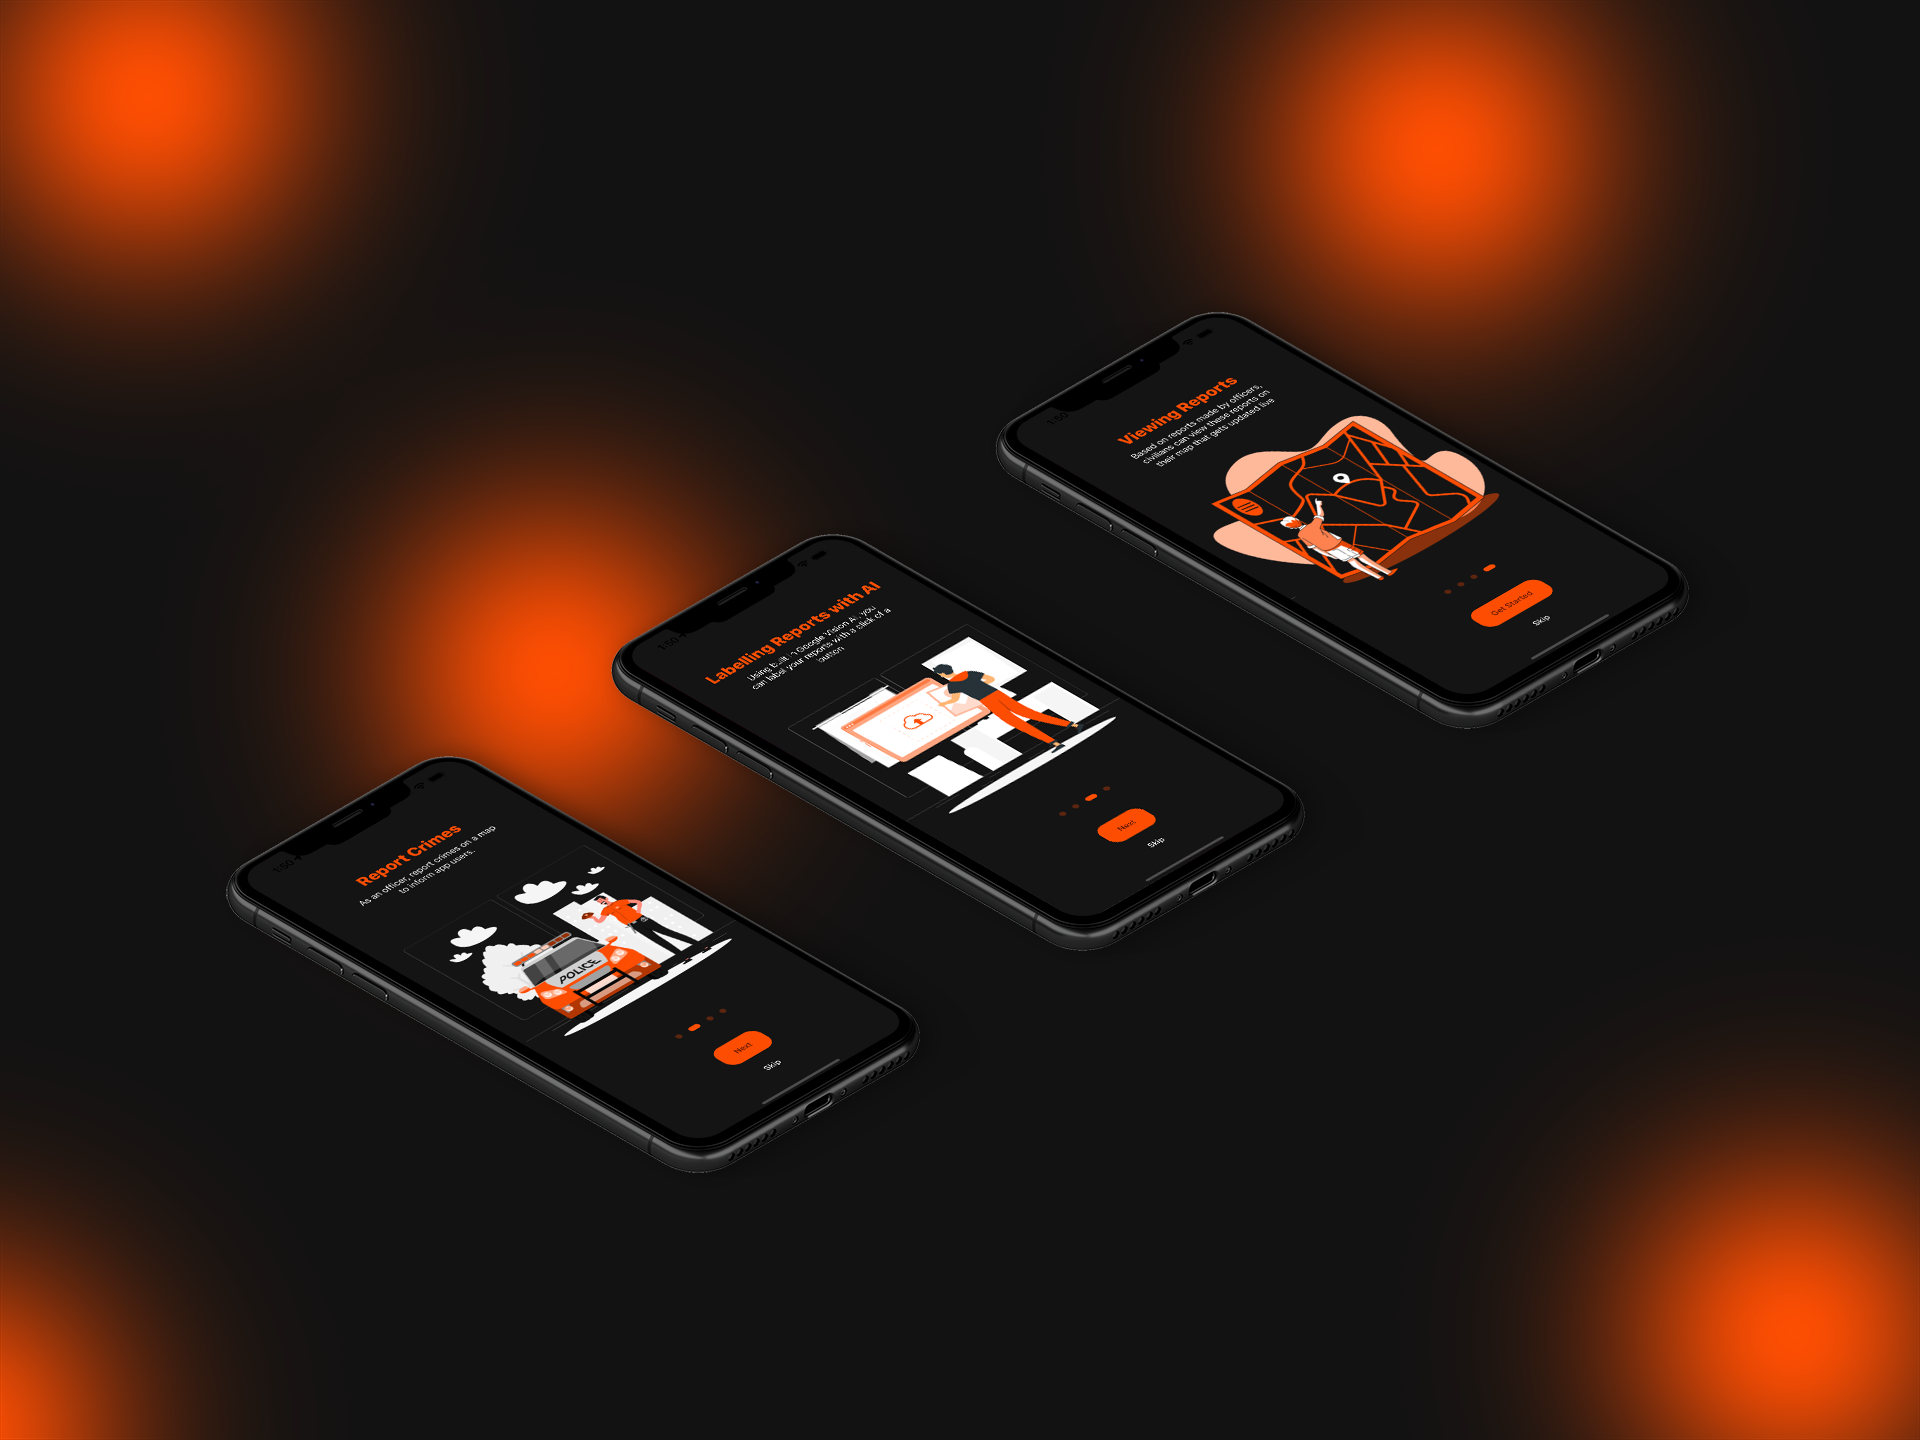 1:50
Report Crimes
As an officer, report crimes on a map
to inform app users.
POLICE
Next
Skip
1:50
Labelling Reports with AI
Using built in Google Vision AI, you
can label your reports with a click of a
button
Next
Skip
1:50
Viewing Reports
Based on reports made by officers,
civilians can view these reports on
their map that gets updated live
Get Started
Skip